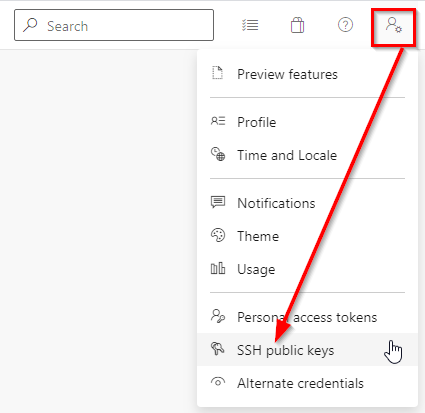 Search
Preview features
Profile
Time and Locale
Notifications
Theme
Usage
Personal access tokens
SSH public keys
Alternate credentials